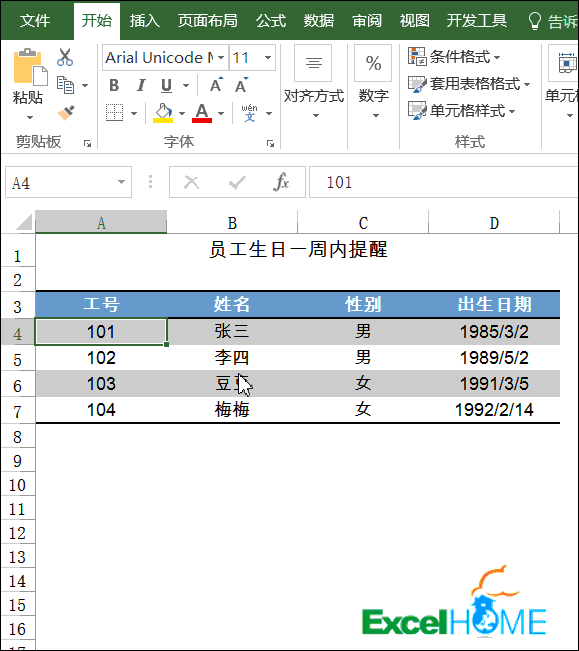 文件 开始 插入 页面布局 公式 数据 审阅 视图 开发工具 告诉
Arial Unicode M 11
条件格式
套用表格格式
单元格样式
粘贴 B I U A A 对齐方式 % 数字 单元格
A A wén 文
剪贴板 字体 样式
A4 fx 101
A B C D
1 员工生日一周内提醒
2
3 工号 姓名 性别 出生日期
4 101 张三 男 1985/3/2
5 102 李四 男 1989/5/2
6 103 豆豆 女 1991/3/5
7 104 梅梅 女 1992/2/14
8
9
10
11
12
13
14
15
16
ExcelHOME